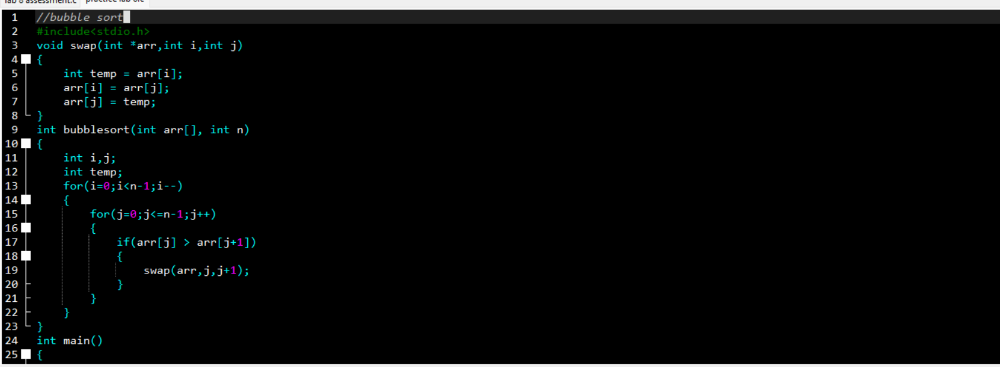 lab 8 assessment.c practice lab 8.c
1 //bubble sort
2 #include<stdio.h>
3 void swap(int *arr,int i,int j)
4 {
5 int temp = arr[i];
6 arr[i] = arr[j];
7 arr[j] = temp;
8 }
9 int bubblesort(int arr[], int n)
10 {
11 int i,j;
12 int temp;
13 for(i=0;i<n-1;i--)
14 {
15 for(j=0;j<=n-1;j++)
16 {
17 if(arr[j] > arr[j+1])
18 {
19 swap(arr,j,j+1);
20 }
21 }
22 }
23 }
24 int main()
25 {